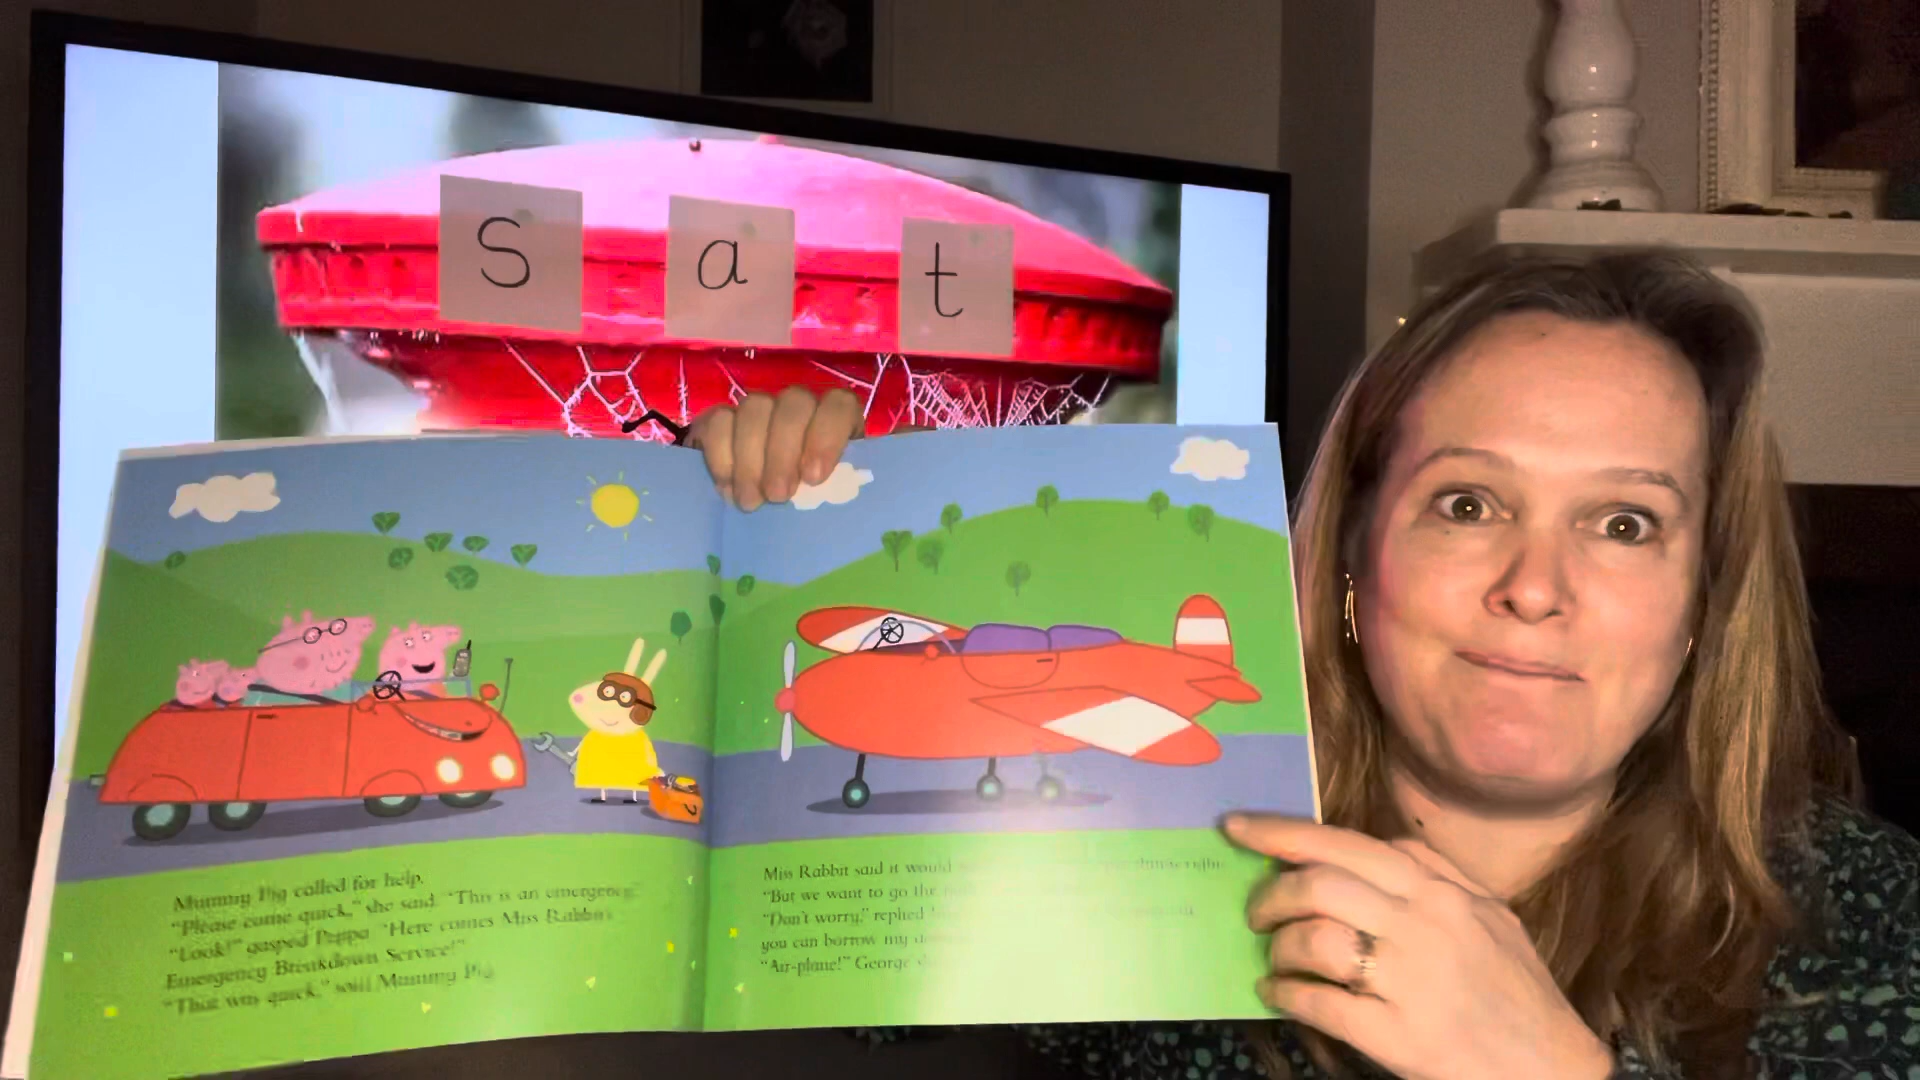 s a t
Mummy Pig called for help.
"Please come quick," she said. "This is an emergency."
"Look!" gasped Peppa. "Here comes Miss Rabbit's
Emergency Breakdown Service!"
"That was quick," said Mummy Pig.
Miss Rabbit said it would
"But we want to go the
"Don't worry," replied
you can borrow my
"Air-plane!" George